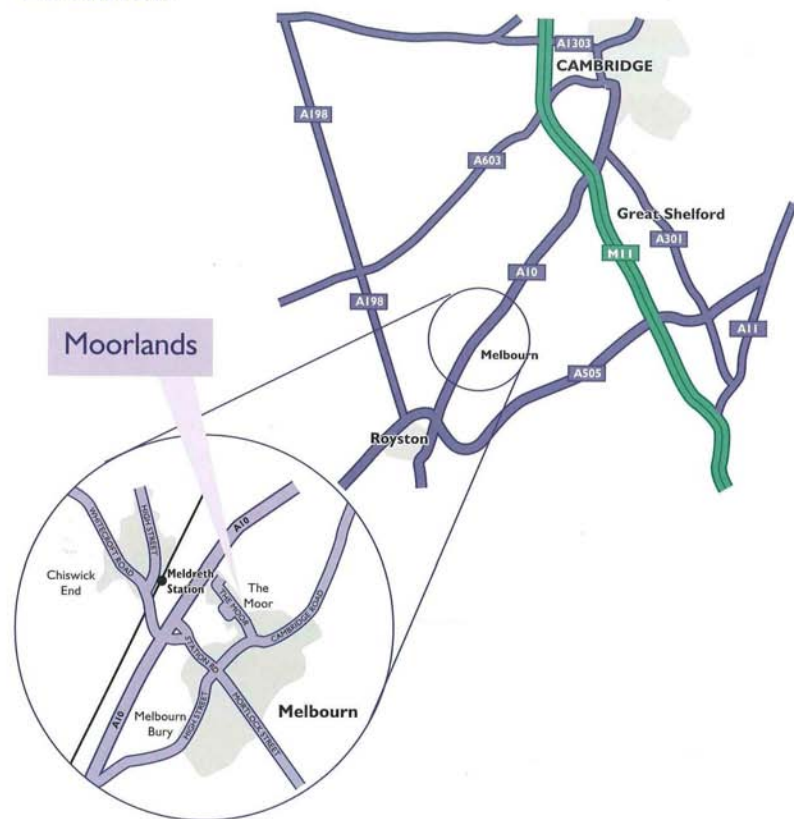 A1303
CAMBRIDGE
A198
A603
Great Shelford
A301
M11
A10
A198
A11
Moorlands
Melbourn
A505
Royston
A10
HIGH STREET
WHITECROFT ROAD
Chiswick
End
Meldreth
Station
The
Moor
THE MOOR
CAMBRIDGE ROAD
STATION RD
Melbourn
A10
Melbourn
Bury
HIGH STREET
MORTLOCK STREET